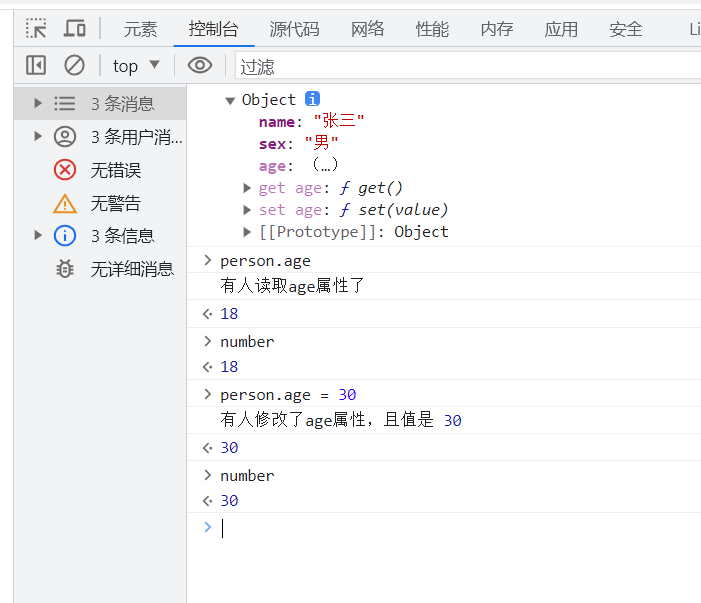 元素 控制台 源代码 网络 性能 内存 应用 安全 Li
top 过滤
3 条消息
3 条用户消...
无错误
无警告
3 条信息
无详细消息
Object i
name: "张三"
sex: "男"
age: (...)
get age: ƒ get()
set age: ƒ set(value)
[[Prototype]]: Object
person.age
有人读取age属性了
18
number
18
person.age = 30
有人修改了age属性，且值是 30
30
number
30